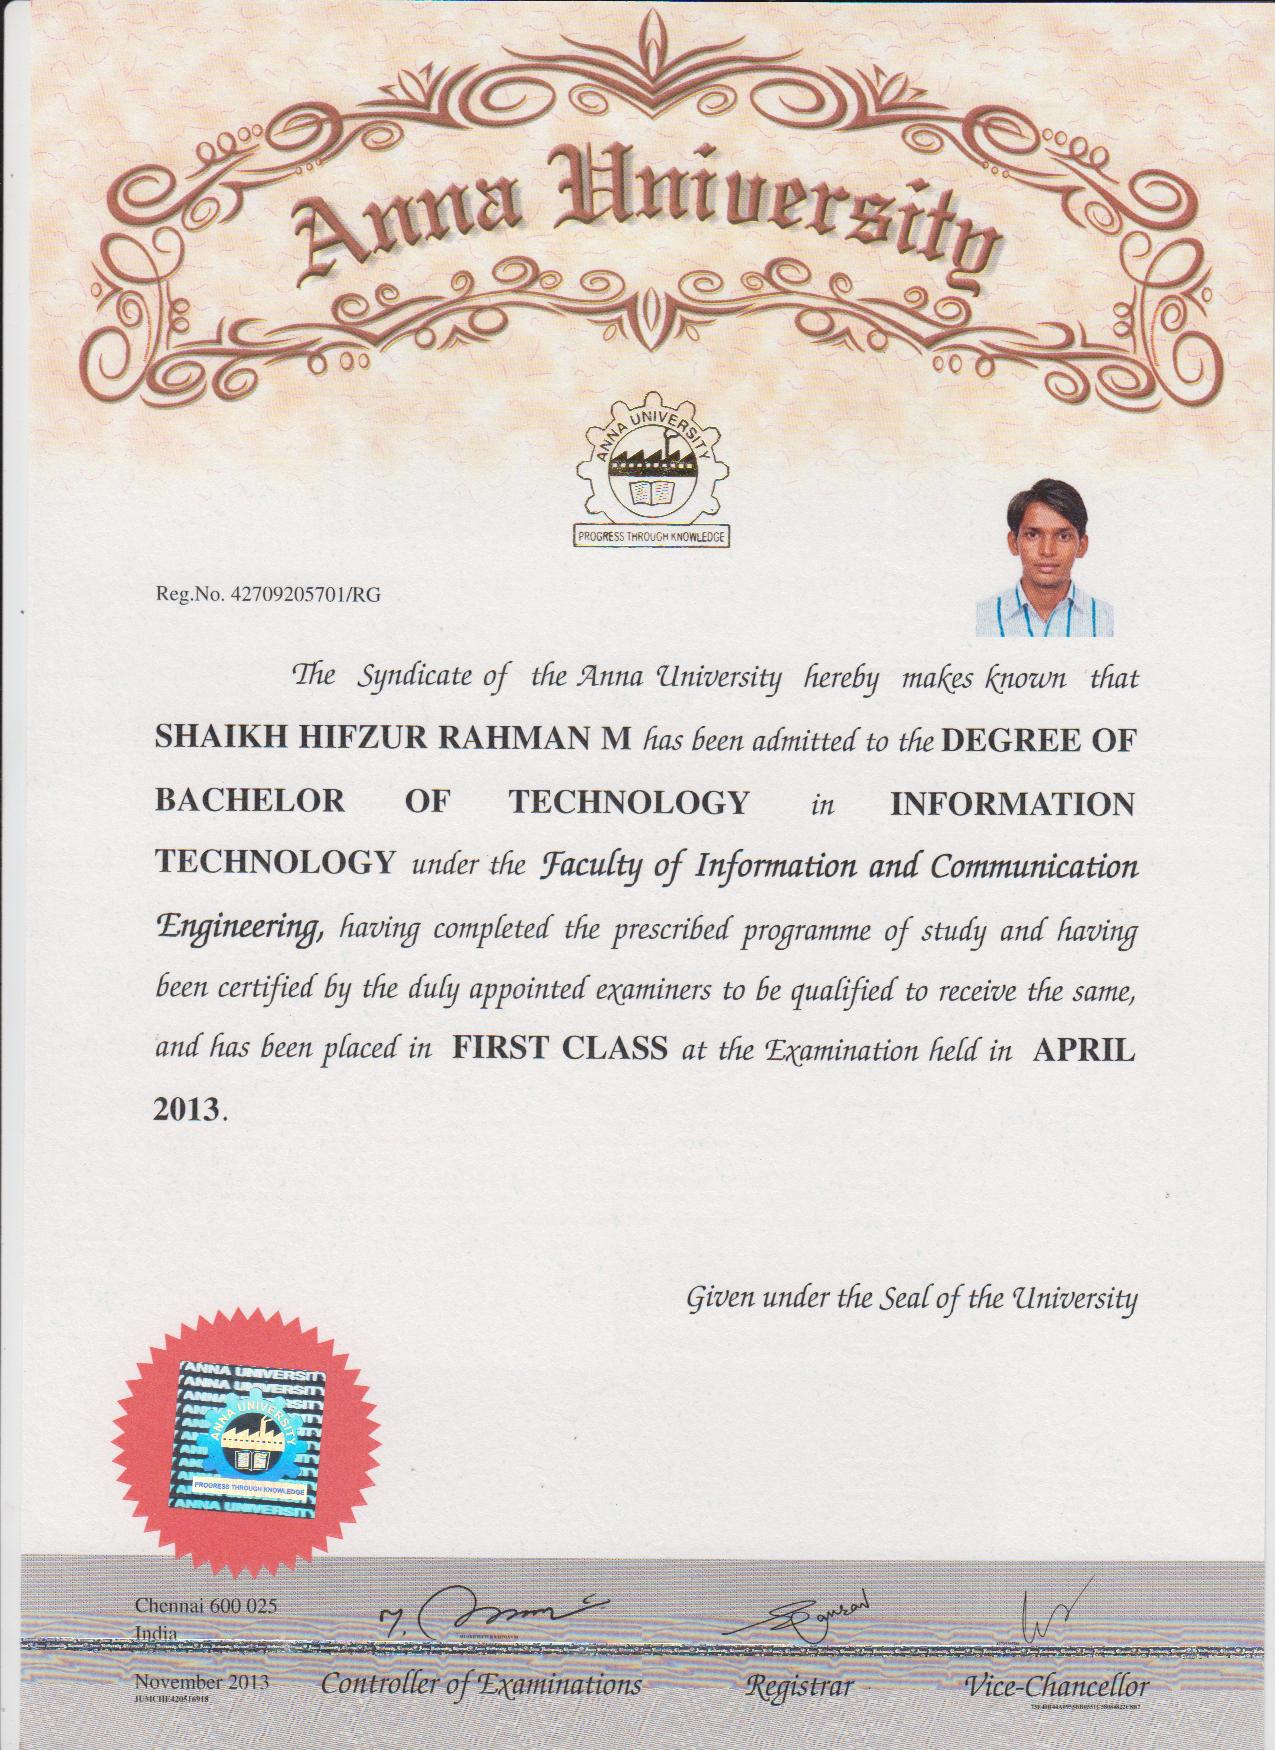 Anna University
ANNA UNIVERSITY
PROGRESS THROUGH KNOWLEDGE
Reg.No. 42709205701/RG
The Syndicate of the Anna University hereby makes known that
SHAIKH HIFZUR RAHMAN M has been admitted to the DEGREE OF
BACHELOR OF TECHNOLOGY in INFORMATION
TECHNOLOGY under the Faculty of Information and Communication
Engineering, having completed the prescribed programme of study and having
been certified by the duly appointed examiners to be qualified to receive the same,
and has been placed in FIRST CLASS at the Examination held in APRIL
2013.
Given under the Seal of the University
ANNA UNIVERSITY
PROGRESS THROUGH KNOWLEDGE
ANNA UNIVERSITY
Chennai 600 025
India
November 2013
Controller of Examinations
Registrar
Vice-Chancellor